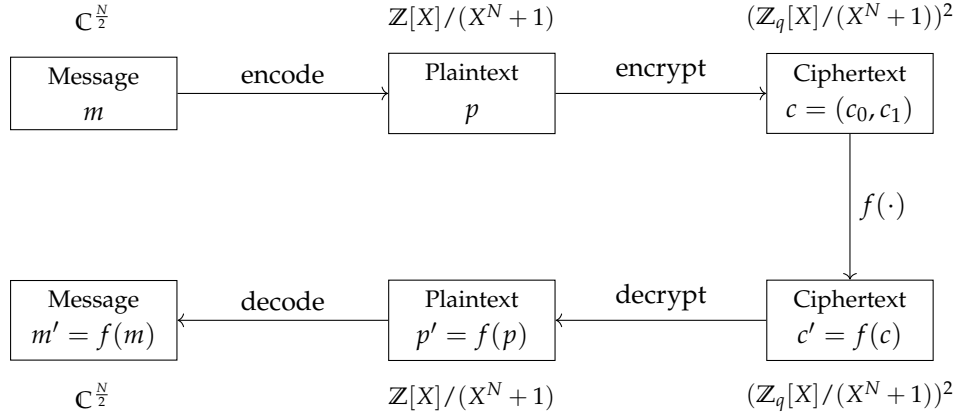 ℂ^{N/2} ℤ[X]/(X^N + 1) (ℤ_q[X]/(X^N + 1))^2
Message encode Plaintext encrypt Ciphertext
m p c = (c_0, c_1)
f(·)
Message decode Plaintext decrypt Ciphertext
m′ = f(m) p′ = f(p) c′ = f(c)
ℂ^{N/2} ℤ[X]/(X^N + 1) (ℤ_q[X]/(X^N + 1))^2